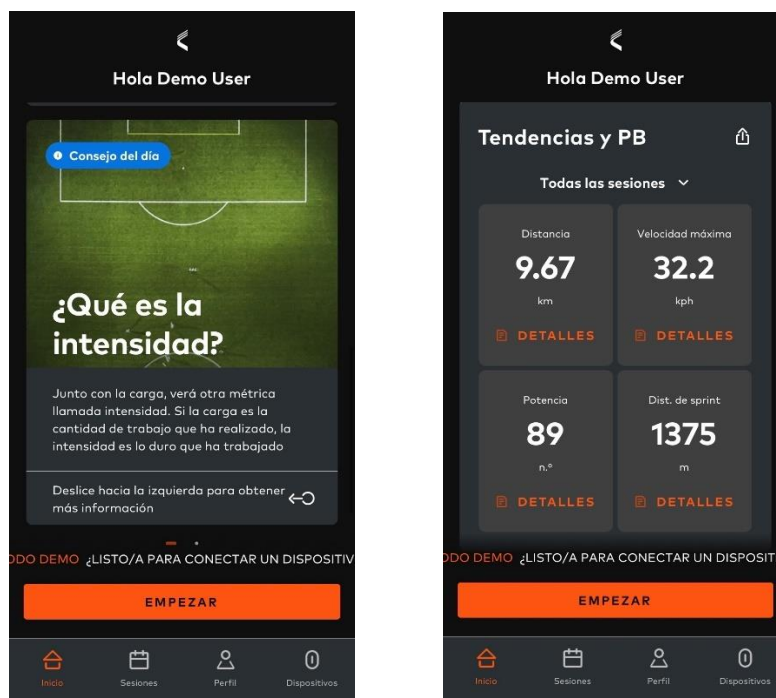 Hola Demo User
Consejo del día
¿Qué es la
intensidad?
Junto con la carga, verá otra métrica
llamada intensidad. Si la carga es la
cantidad de trabajo que ha realizado, la
intensidad es lo duro que ha trabajado
Deslice hacia la izquierda para obtener
más información
ODO DEMO ¿LISTO/A PARA CONECTAR UN DISPOSITIV
EMPEZAR
Inicio Sesiones Perfil Dispositivos
Hola Demo User
Tendencias y PB
Todas las sesiones
Distancia Velocidad máxima
9.67 32.2
km kph
DETALLES DETALLES
Potencia Dist. de sprint
89 1375
n.º m
DETALLES DETALLES
ODO DEMO ¿LISTO/A PARA CONECTAR UN DISPOSIT
EMPEZAR
Inicio Sesiones Perfil Dispositivos